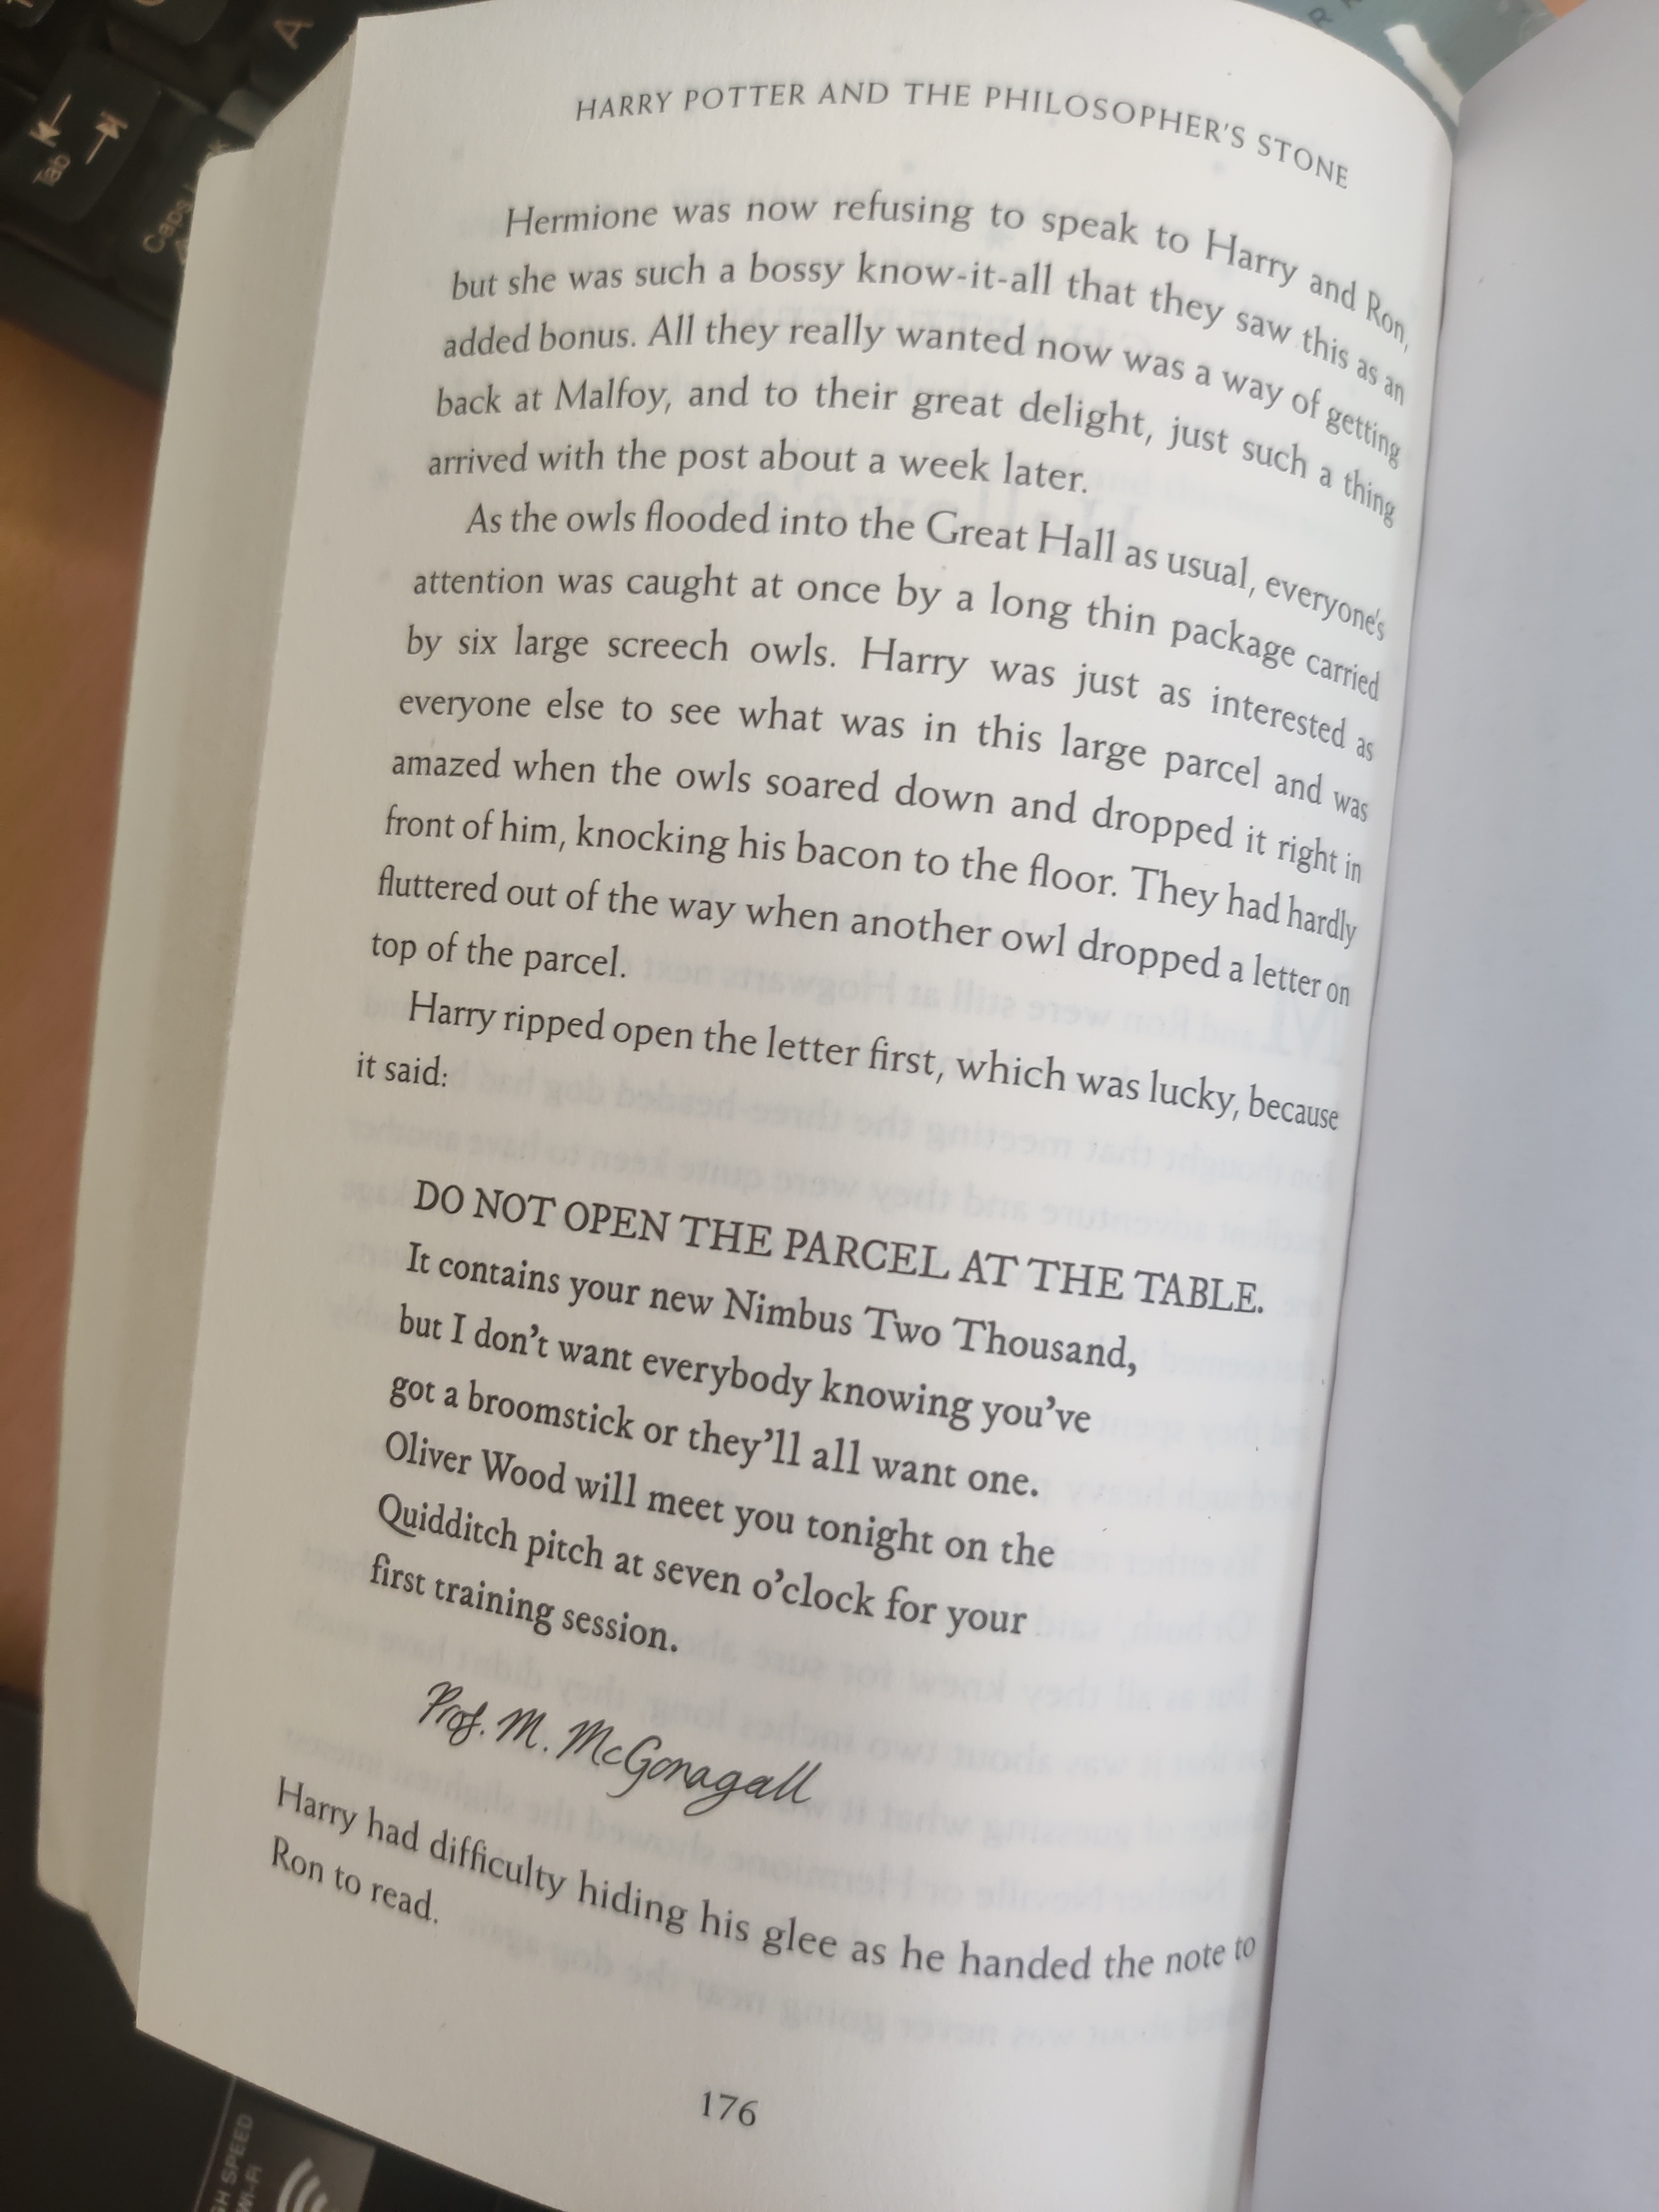 A
Tab
Caps
HARRY POTTER AND THE PHILOSOPHER'S STONE
Hermione was now refusing to speak to Harry and Ron,
but she was such a bossy know-it-all that they saw this as an
added bonus. All they really wanted now was a way of getting
back at Malfoy, and to their great delight, just such a thing
arrived with the post about a week later.
As the owls flooded into the Great Hall as usual, everyone's
attention was caught at once by a long thin package carried
by six large screech owls. Harry was just as interested as
everyone else to see what was in this large parcel and was
amazed when the owls soared down and dropped it right in
front of him, knocking his bacon to the floor. They had hardly
fluttered out of the way when another owl dropped a letter on
top of the parcel.
Harry ripped open the letter first, which was lucky, because
it said:
DO NOT OPEN THE PARCEL AT THE TABLE.
It contains your new Nimbus Two Thousand,
but I don't want everybody knowing you've
got a broomstick or they'll all want one.
Oliver Wood will meet you tonight on the
Quidditch pitch at seven o'clock for your
first training session.
Prof. M. McGonagall
Harry had difficulty hiding his glee as he handed the note to
Ron to read.
176
SPEED
WI-FI